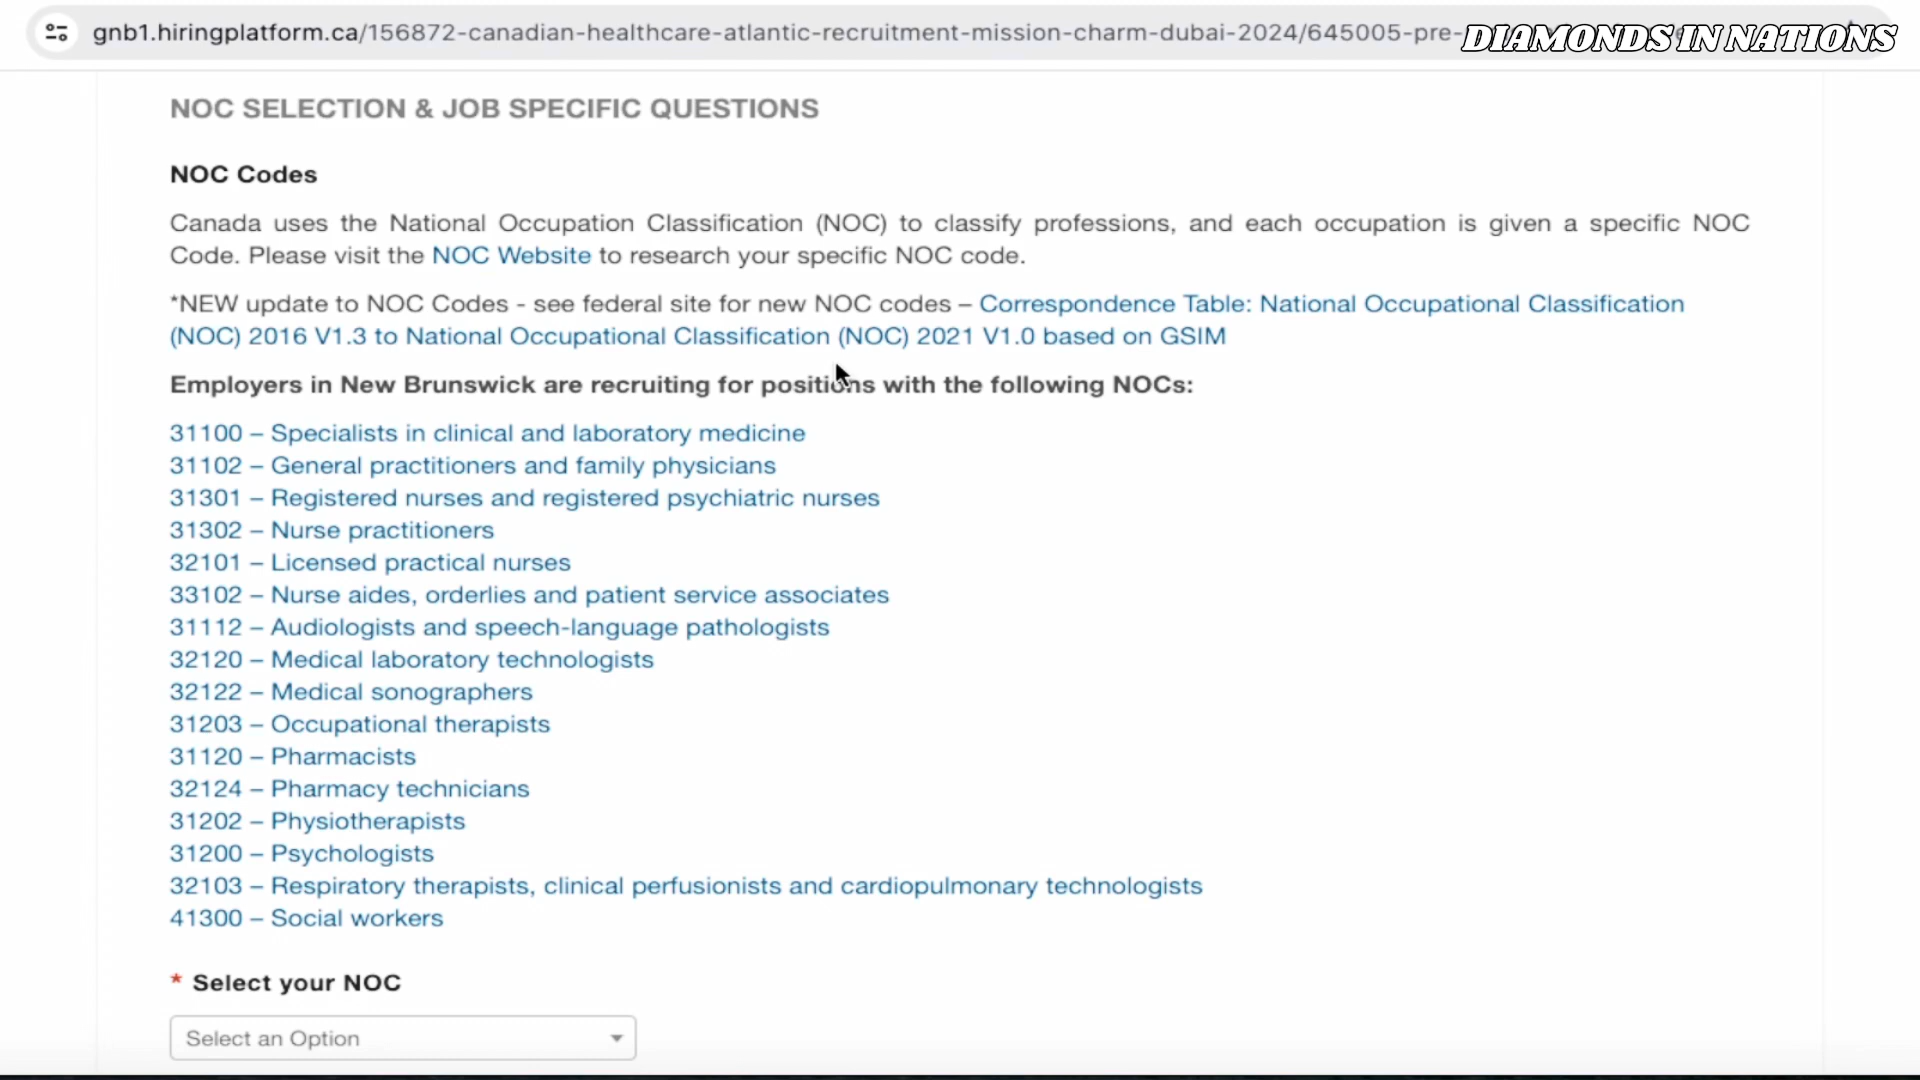 gnb1.hiringplatform.ca/156872-canadian-healthcare-atlantic-recruitment-mission-charm-dubai-2024/645005-pre-
DIAMONDS IN NATIONS
NOC SELECTION & JOB SPECIFIC QUESTIONS
NOC Codes
Canada uses the National Occupation Classification (NOC) to classify professions, and each occupation is given a specific NOC
Code. Please visit the NOC Website to research your specific NOC code.
*NEW update to NOC Codes - see federal site for new NOC codes – Correspondence Table: National Occupational Classification
(NOC) 2016 V1.3 to National Occupational Classification (NOC) 2021 V1.0 based on GSIM
Employers in New Brunswick are recruiting for positions with the following NOCs:
31100 – Specialists in clinical and laboratory medicine
31102 – General practitioners and family physicians
31301 – Registered nurses and registered psychiatric nurses
31302 – Nurse practitioners
32101 – Licensed practical nurses
33102 – Nurse aides, orderlies and patient service associates
31112 – Audiologists and speech-language pathologists
32120 – Medical laboratory technologists
32122 – Medical sonographers
31203 – Occupational therapists
31120 – Pharmacists
32124 – Pharmacy technicians
31202 – Physiotherapists
31200 – Psychologists
32103 – Respiratory therapists, clinical perfusionists and cardiopulmonary technologists
41300 – Social workers
* Select your NOC
Select an Option